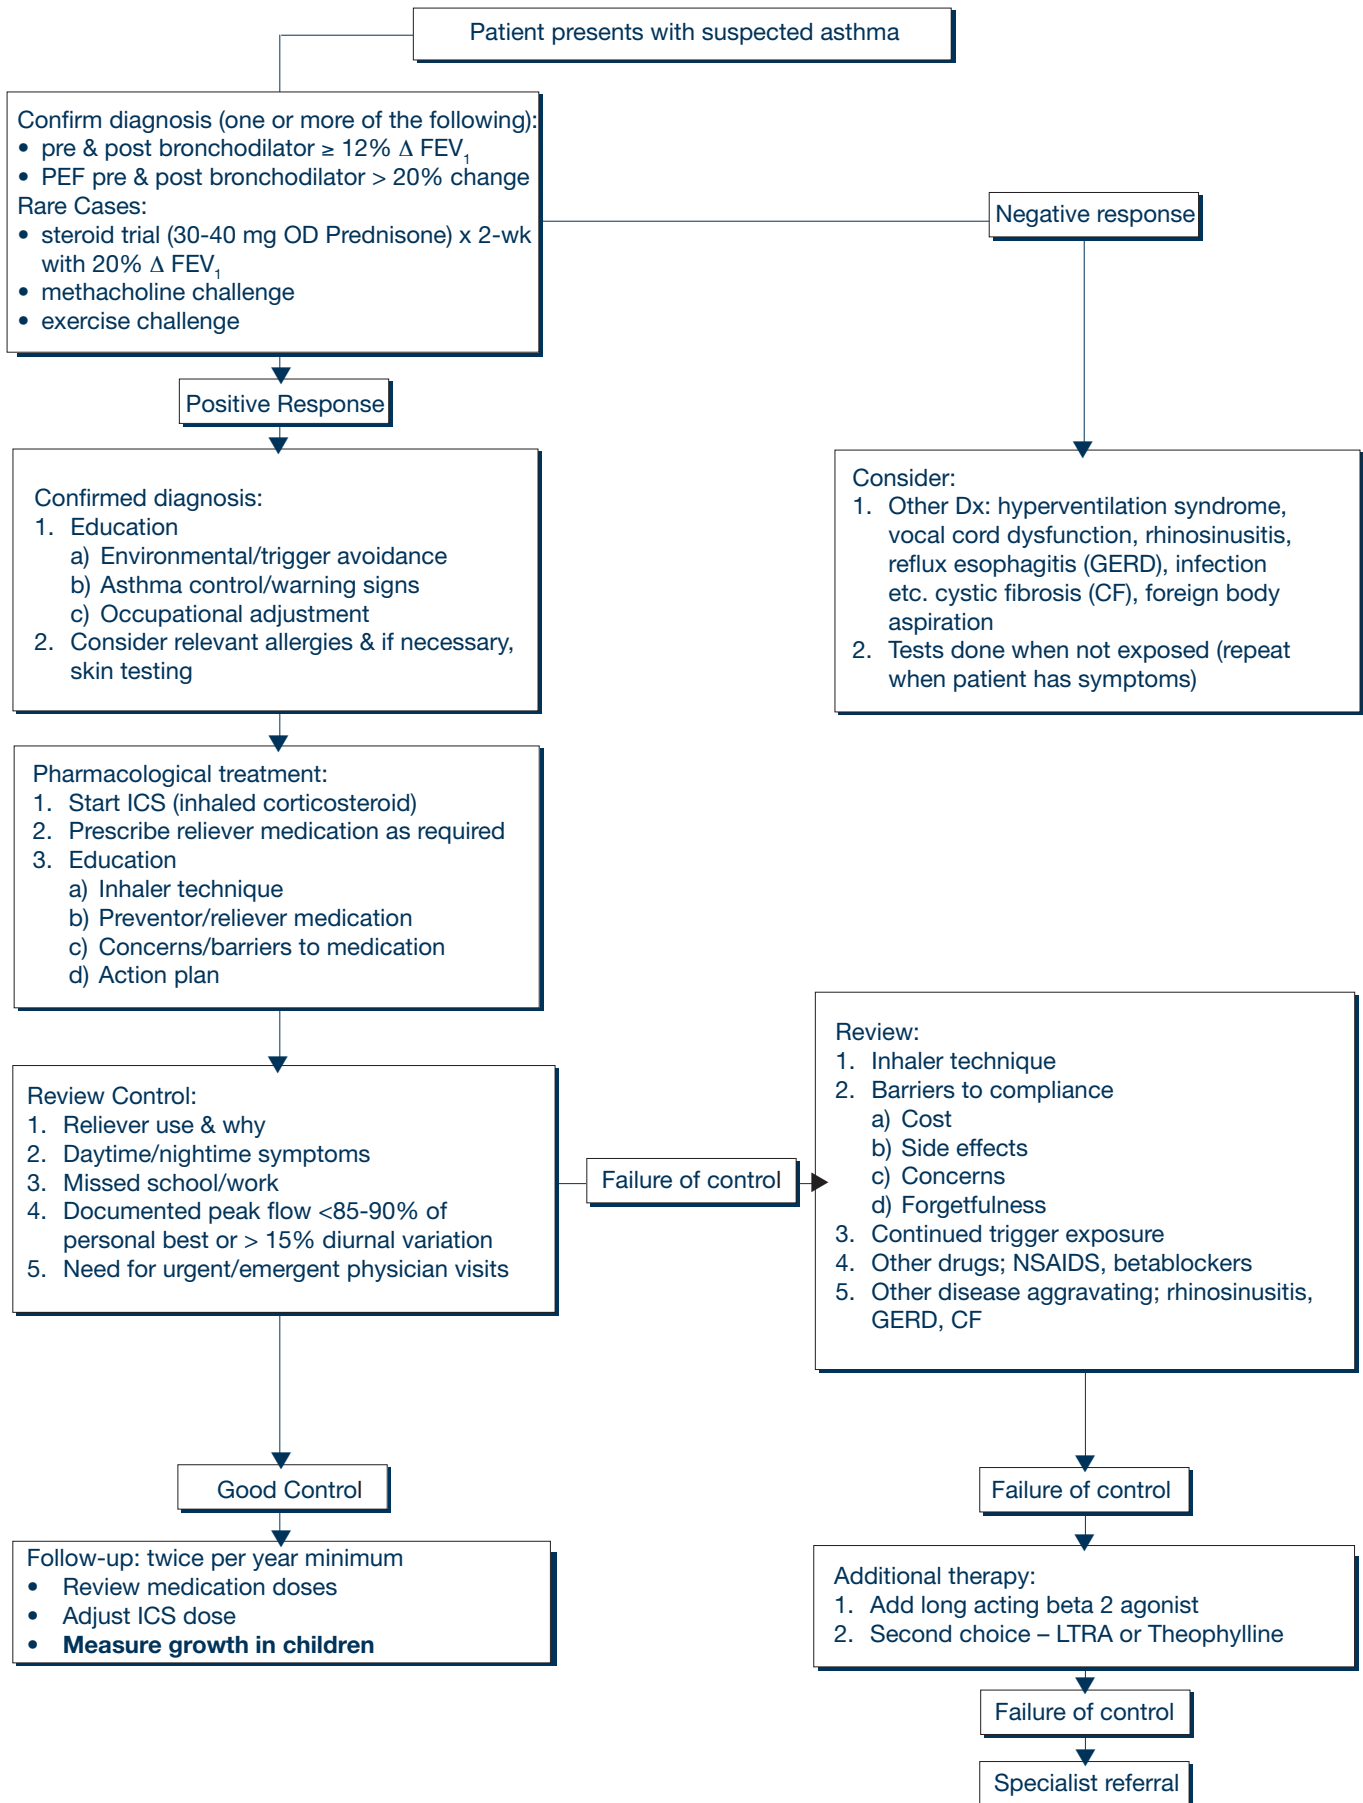 Patient presents with suspected asthma
Confirm diagnosis (one or more of the following):
• pre & post bronchodilator ≥ 12% Δ FEV₁
• PEF pre & post bronchodilator > 20% change
Rare Cases:
• steroid trial (30-40 mg OD Prednisone) x 2-wk
with 20% Δ FEV₁
• methacholine challenge
• exercise challenge
Negative response
Positive Response
Confirmed diagnosis:
1. Education
a) Environmental/trigger avoidance
b) Asthma control/warning signs
c) Occupational adjustment
2. Consider relevant allergies & if necessary,
skin testing
Consider:
1. Other Dx: hyperventilation syndrome,
vocal cord dysfunction, rhinosinusitis,
reflux esophagitis (GERD), infection
etc. cystic fibrosis (CF), foreign body
aspiration
2. Tests done when not exposed (repeat
when patient has symptoms)
Pharmacological treatment:
1. Start ICS (inhaled corticosteroid)
2. Prescribe reliever medication as required
3. Education
a) Inhaler technique
b) Preventor/reliever medication
c) Concerns/barriers to medication
d) Action plan
Review Control:
1. Reliever use & why
2. Daytime/nightime symptoms
3. Missed school/work
4. Documented peak flow <85-90% of
personal best or > 15% diurnal variation
5. Need for urgent/emergent physician visits
Failure of control
Review:
1. Inhaler technique
2. Barriers to compliance
a) Cost
b) Side effects
c) Concerns
d) Forgetfulness
3. Continued trigger exposure
4. Other drugs; NSAIDS, betablockers
5. Other disease aggravating; rhinosinusitis,
GERD, CF
Good Control
Follow-up: twice per year minimum
• Review medication doses
• Adjust ICS dose
• Measure growth in children
Failure of control
Additional therapy:
1. Add long acting beta 2 agonist
2. Second choice – LTRA or Theophylline
Failure of control
Specialist referral